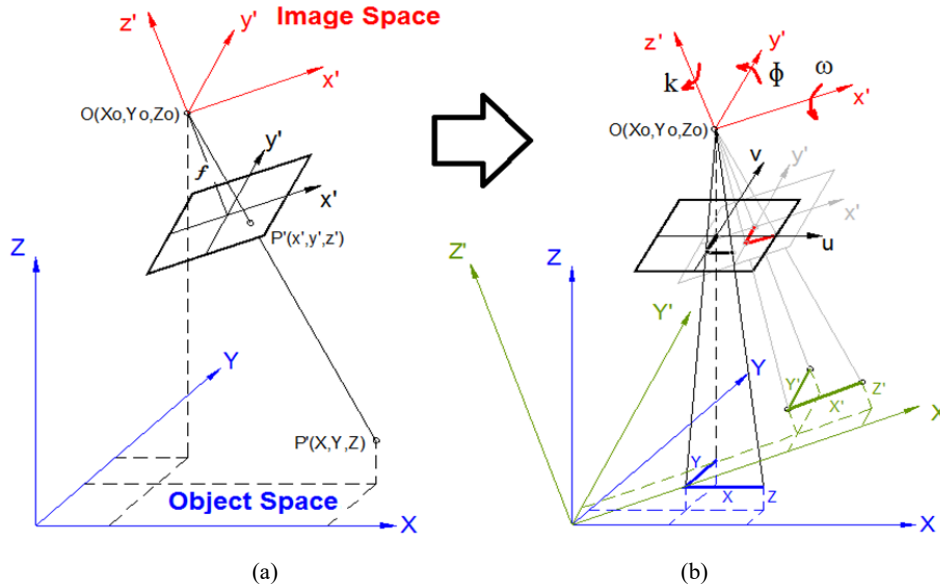 Image Space
z'
y'
x'
O(Xo,Yo,Zo)
f
y'
x'
P'(x',y',z')
Z
Y
P'(X,Y,Z)
Object Space
X
(a)
z'
y'
k
Φ
ω
x'
O(Xo,Yo,Zo)
v
y'
x'
u
Z'
Z
Y'
Y
Y'
Z'
X'
X
Y
X
Z
X
(b)